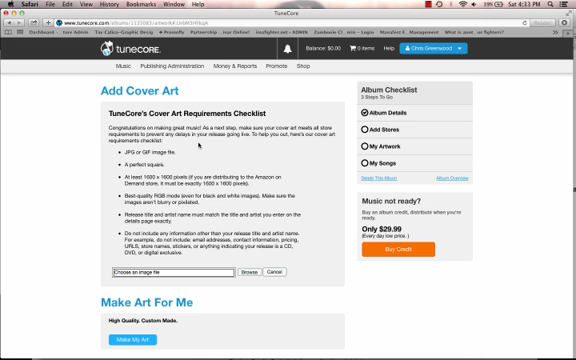 Safari File Edit View History Bookmarks Window Help
TuneCore
19% Sat 4:33 PM
www.tunecore.com
Reader
tunecore
Balance: $0.00
0 items
Help
Chris Greenwood
Music
Publishing Administration
Money & Reports
Promote
Shop
Add Cover Art
TuneCore's Cover Art Requirements Checklist
Congratulations on making great music! As a next step, make sure your cover art meets all store
requirements to prevent any delays in your release going live. To help you out, here's our cover art
requirements checklist:
• JPG or GIF image file.
• A perfect square.
• At least 1600 x 1600 pixels (if you are distributing to the Amazon on
Demand store, it must be exactly 1600 x 1600 pixels).
• Best-quality RGB mode (even for black and white images). Make sure the
images aren't blurry or pixelated.
• Release title and artist name must match the title and artist you enter on the
details page exactly.
• Do not include any information other than your release title and artist name.
For example, do not include: email addresses, contact information, pricing,
URLS, store names, stickers, or anything indicating your release is a CD,
DVD, or digital exclusive.
Choose an image file
Browse
Cancel
Make Art For Me
High Quality. Custom Made.
Make My Art
Album Checklist
3 Steps To Go
Album Details
Add Stores
My Artwork
My Songs
Delete This Album
Album Overview
Music not ready?
Buy an album credit, distribute when you're
ready.
Only $29.99
(Every day low price.)
Buy Credit